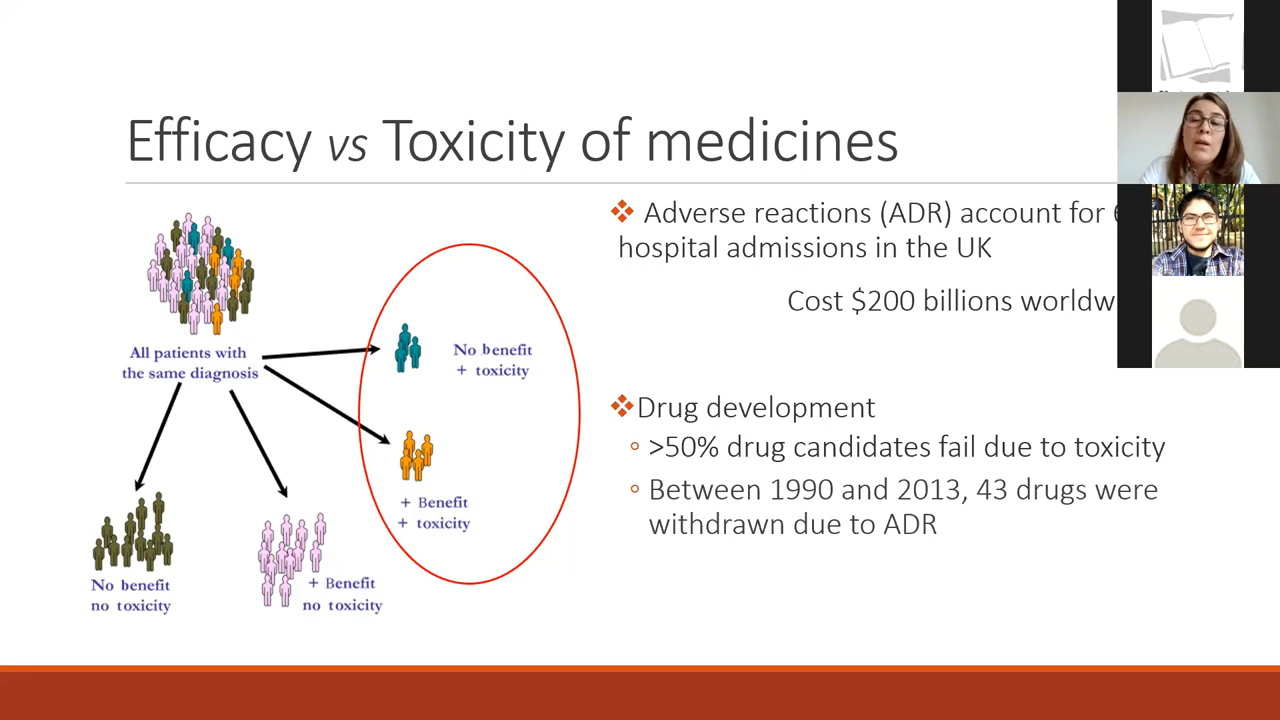 Efficacy vs Toxicity of medicines
All patients with
the same diagnosis
No benefit
+ toxicity
+ Benefit
+ toxicity
No benefit
no toxicity
+ Benefit
no toxicity
❖ Adverse reactions (ADR) account for
hospital admissions in the UK
Cost $200 billions
❖Drug development
◦ >50% drug candidates fail due to toxicity
◦ Between 1990 and 2013, 43 drugs were
withdrawn due to ADR